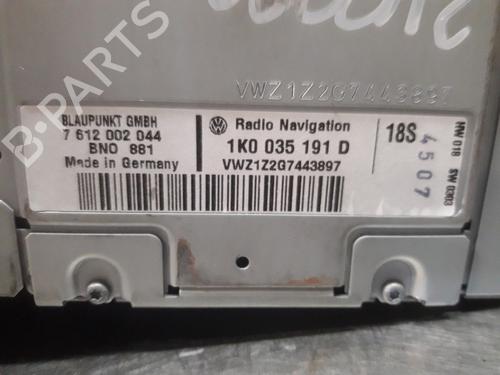 VWZ1Z2G7443897
BLAUPUNKT GMBH
7 612 002 044
BNO 881
Made in Germany
Radio Navigation
1K0 035 191 D
VWZ1Z2G7443897
18S
4507
MW 018
SW 0303
B-PARTS